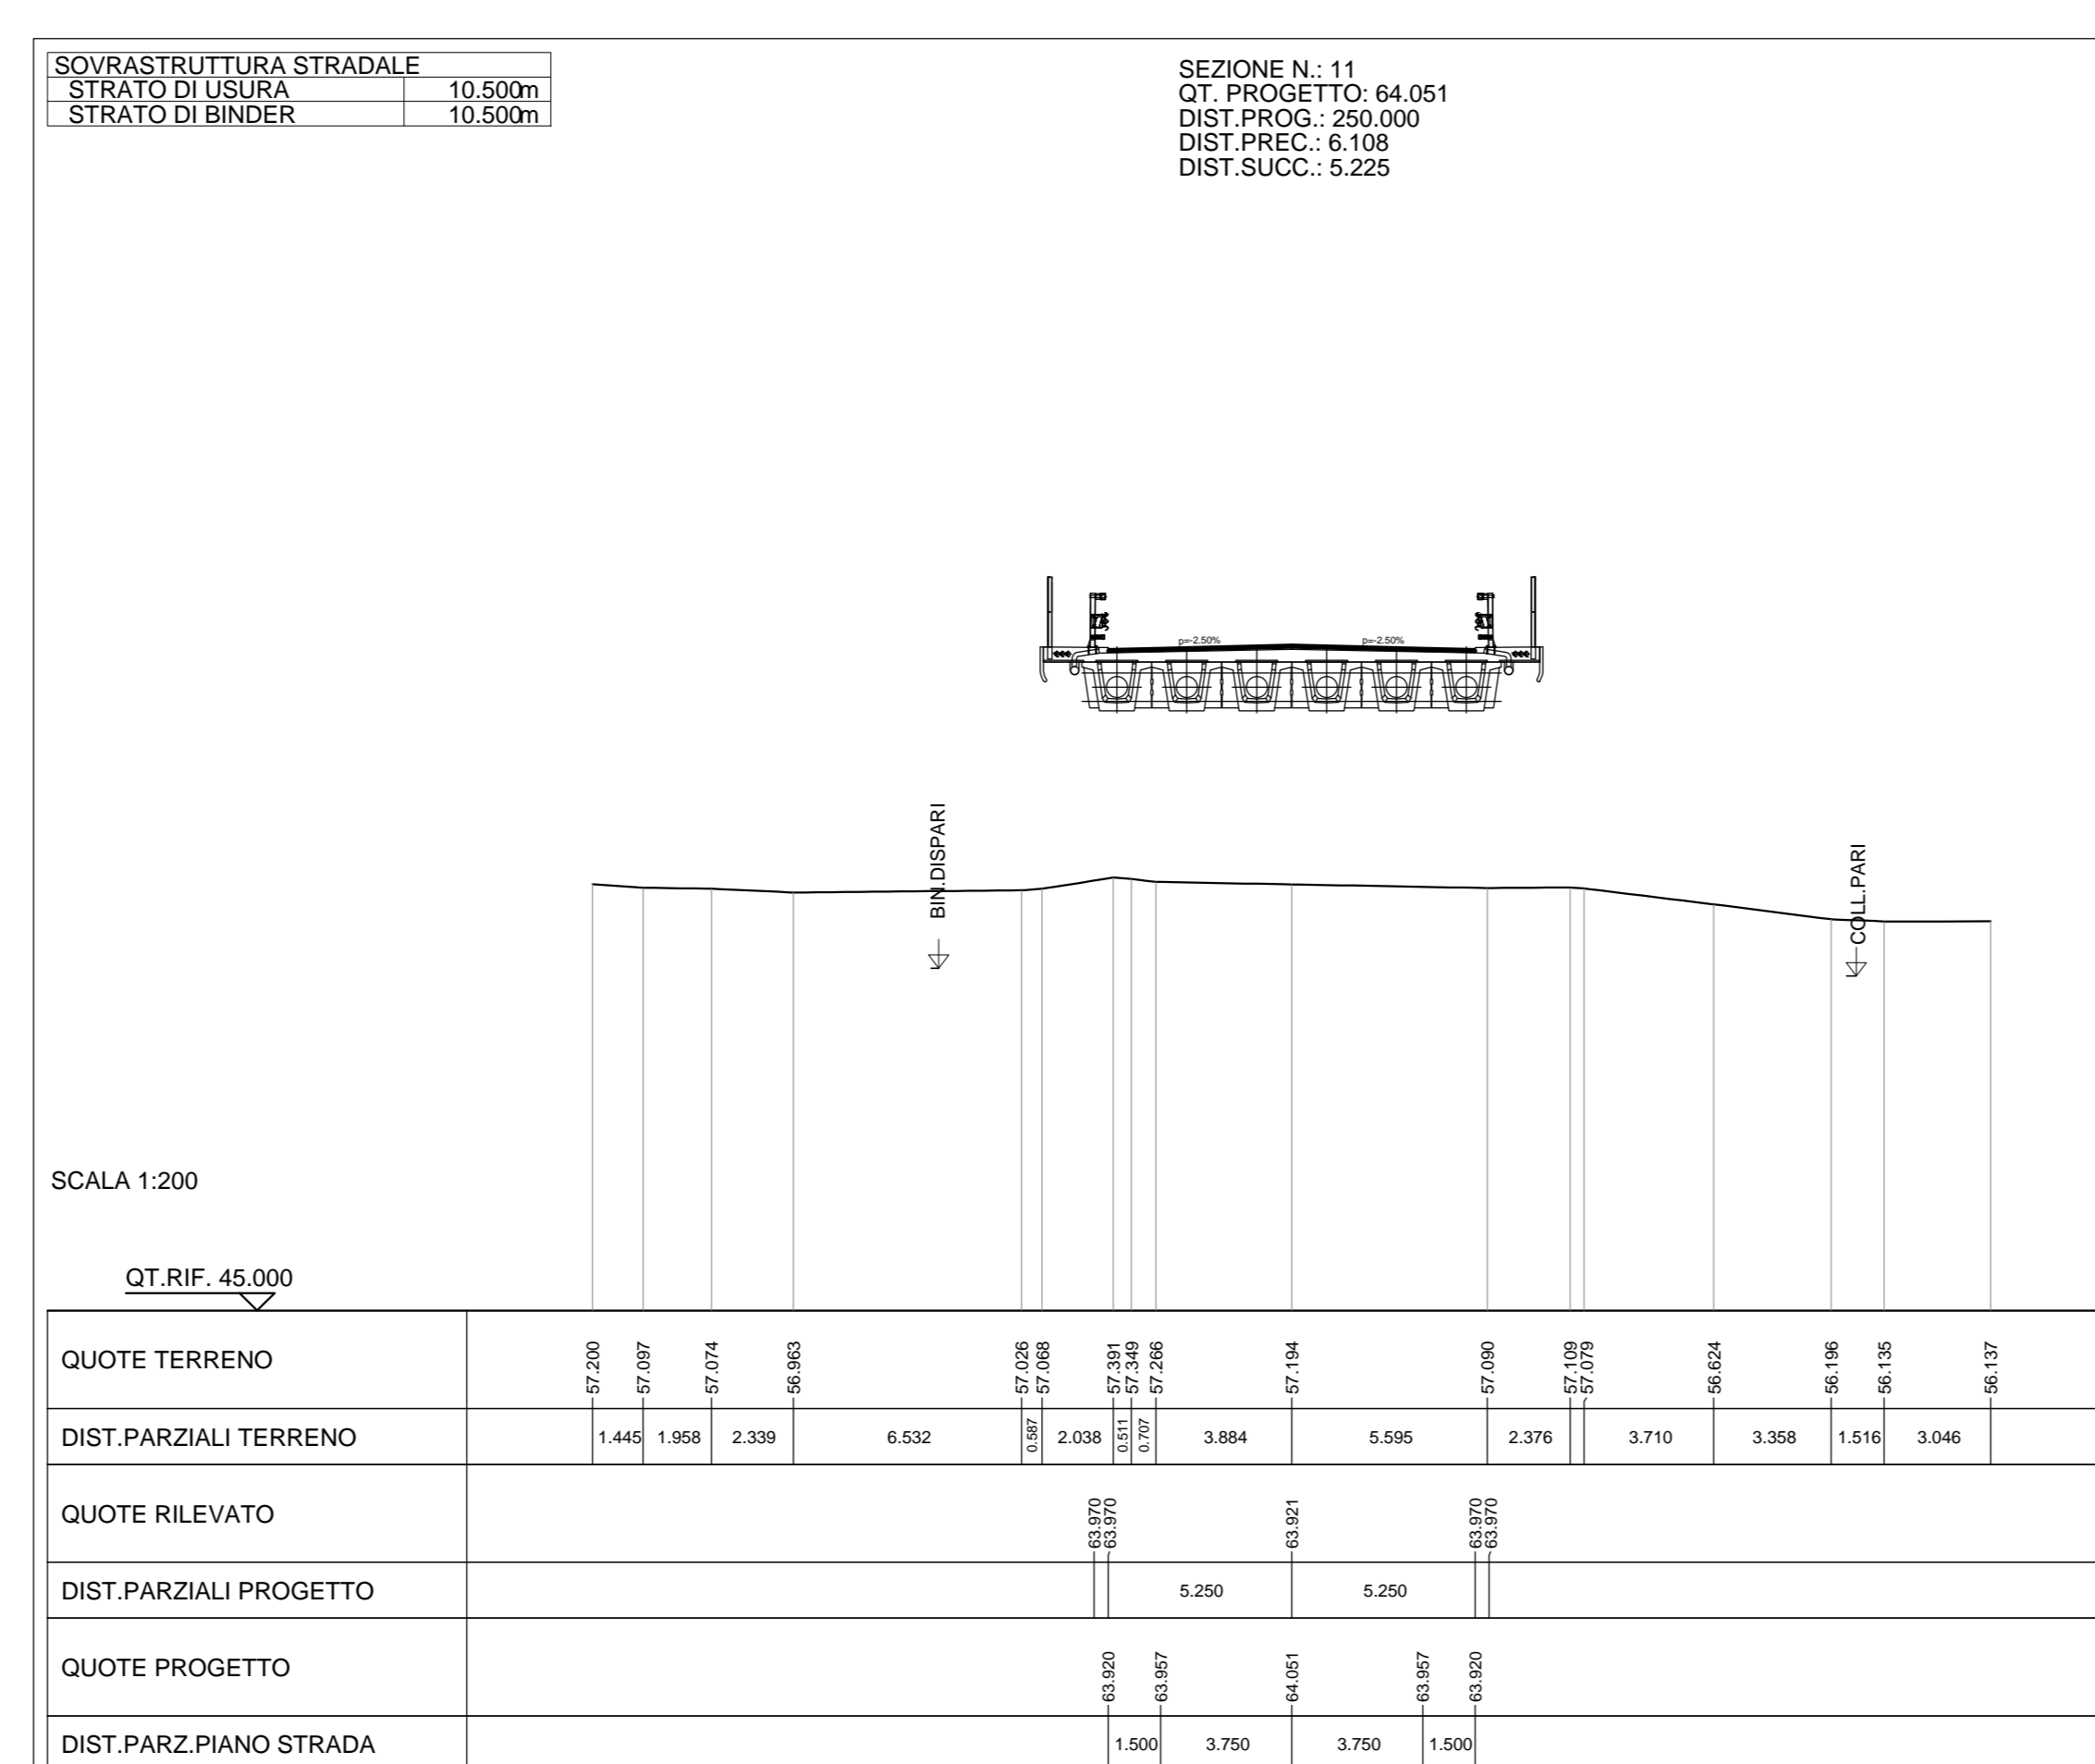 SOVRASTRUTTURA STRADALE
STRATO DI USURA 10.500m
STRATO DI BINDER 10.500m
SEZIONE N.: 11
QT. PROGETTO: 64.051
DIST.PROG.: 250.000
DIST.PREC.: 6.108
DIST.SUCC.: 5.225
p=-2.50% p=-2.50%
BIN.DISPARI
COLL.PARI
SCALA 1:200
QT.RIF. 45.000
QUOTE TERRENO 57.200 57.097 57.074 56.963 57.026 57.068 57.391 57.349 57.266 57.194 57.090 57.109 57.079 56.624 56.196 56.135 56.137
DIST.PARZIALI TERRENO 1.445 1.958 2.339 6.532 0.587 2.038 0.511 0.707 3.884 5.595 2.376 3.710 3.358 1.516 3.046
QUOTE RILEVATO 63.970 63.970 63.921 63.970 63.970
DIST.PARZIALI PROGETTO 5.250 5.250
QUOTE PROGETTO 63.920 63.957 64.051 63.957 63.920
DIST.PARZ.PIANO STRADA 1.500 3.750 3.750 1.500